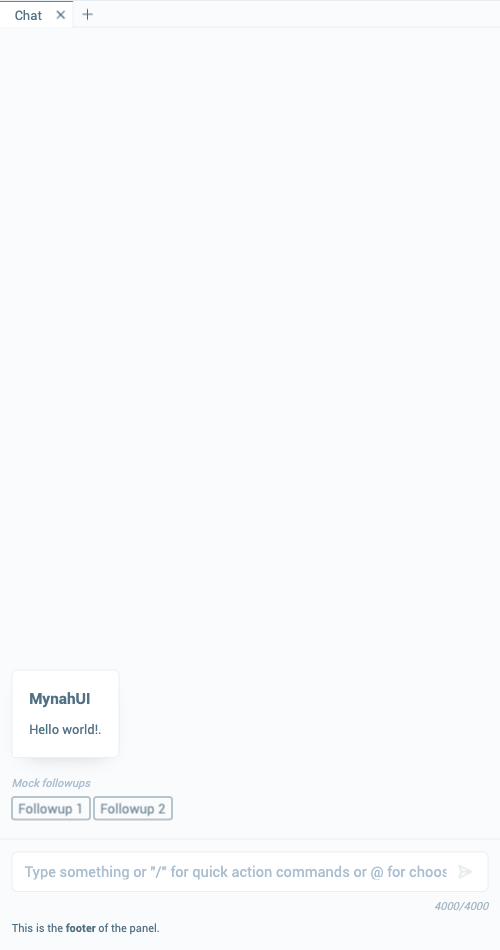 Chat
MynahUI
Hello world!.
Mock followups
Followup 1 Followup 2
Type something or "/" for quick action commands or @ for choos
4000/4000
This is the footer of the panel.